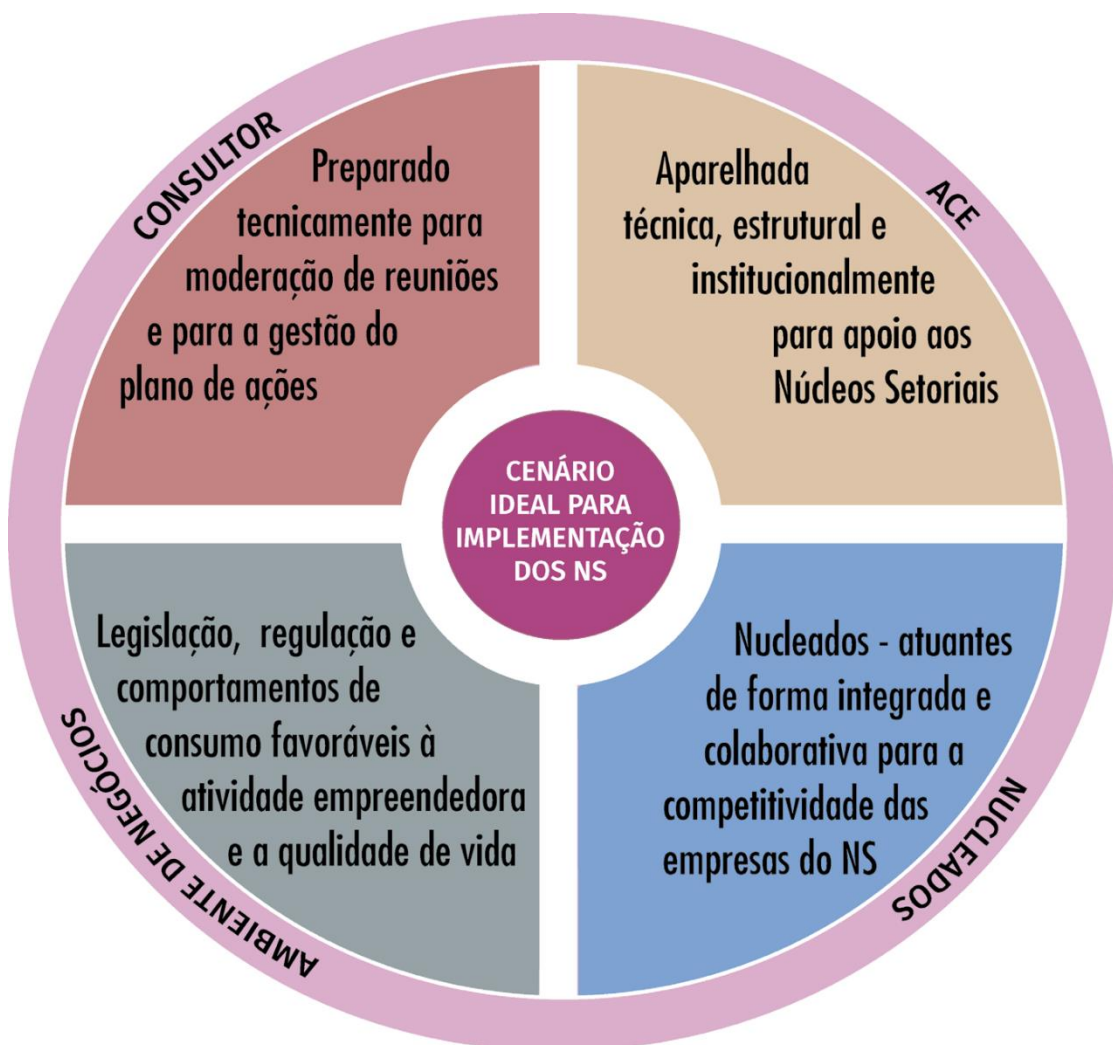 CONSULTOR
Preparado
tecnicamente para
moderação de reuniões
e para a gestão do
plano de ações
ACE
Aparelhada
técnica, estrutural e
institucionalmente
para apoio aos
Núcleos Setoriais
CENÁRIO
IDEAL PARA
IMPLEMENTAÇÃO
DOS NS
AMBIENTE DE NEGÓCIOS
Legislação, regulação e
comportamentos de
consumo favoráveis à
atividade empreendedora
e a qualidade de vida
NUCLEADOS
Nucleados - atuantes
de forma integrada e
colaborativa para a
competitividade das
empresas do NS